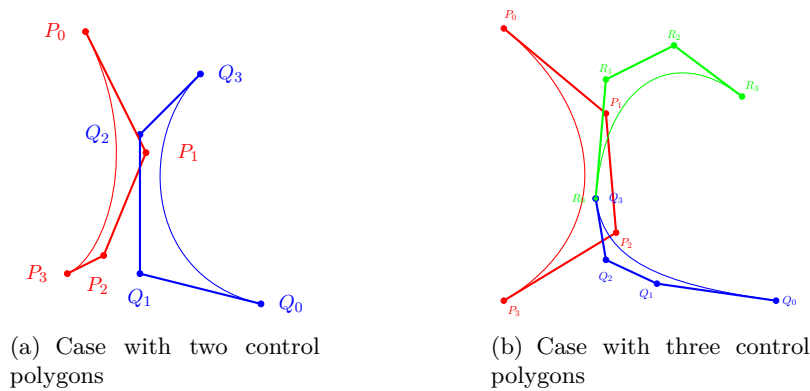 P0
Q3
Q2
P1
P3
P2
Q1
Q0
(a) Case with two control
polygons
P0
R2
R1
R3
P1
R0
Q3
P2
Q2
Q1
Q0
P3
(b) Case with three control
polygons